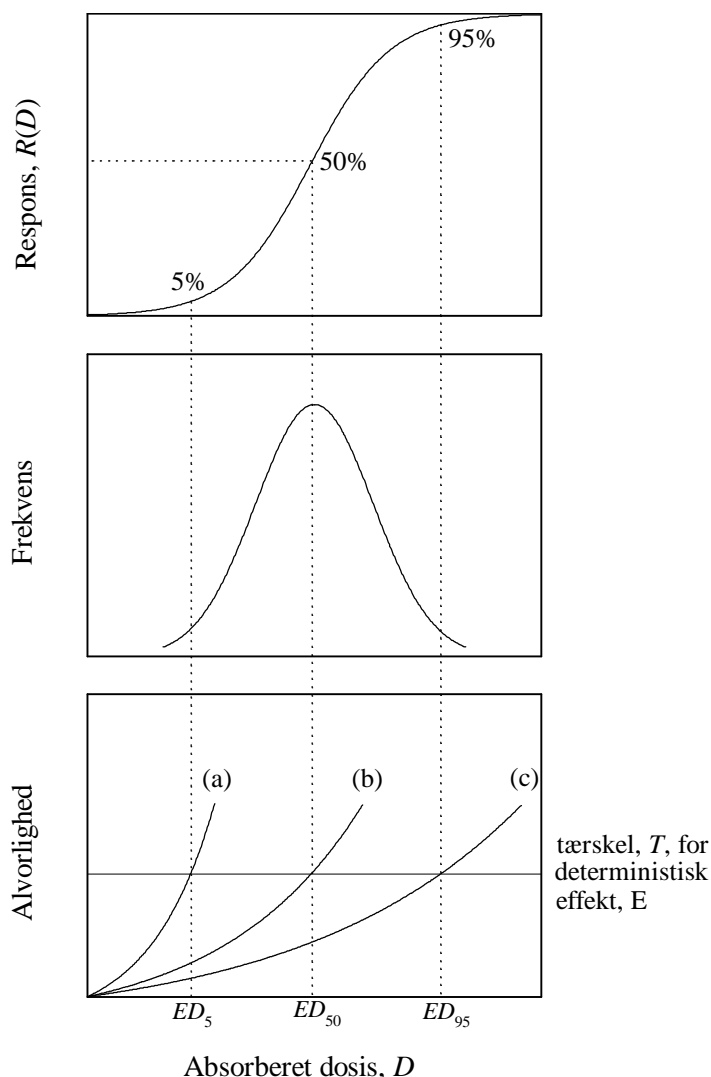 Respons, R(D)
95%
50%
5%
Frekvens
Alvorlighed
(a)
(b)
(c)
tærskel, T, for
deterministisk
effekt, E
ED5
ED50
ED95
Absorberet dosis, D